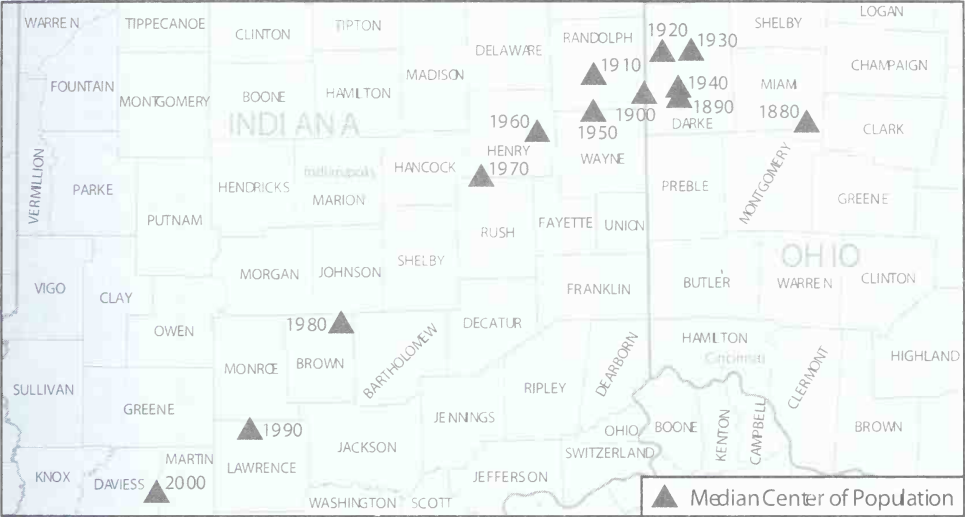 LOGAN
WARREN
TIPPECANOE
CLINTON
TIPTON
SHELBY
1920
RANDOLPH
1930
DELAWARE
1910
CHAMPAIGN
MADISON
FOUNTAIN
MONTGOMERY
BOONE
HAMILTON
1940
MIAMI
1890
1900
1880
INDIANA
1960
1950
DARKE
CLARK
HENRY
WAYNE
HANCOCK
1970
Indianapolis
VERMILLION
PARKE
HENDRICKS
MARION
PREBLE
MONTGOMERY
GREENE
PUTNAM
RUSH
FAYETTE
UNION
SHELBY
OHIO
MORGAN
JOHNSON
VIGO
CLAY
FRANKLIN
BUTLER
WARREN
CLINTON
OWEN
1980
DECATUR
HAMILTON
Cincinnati
HIGHLAND
MONROE
BROWN
BARTHOLOMEW
DEARBORN
CLERMONT
SULLIVAN
RIPLEY
GREENE
JENNINGS
1990
OHIO
BOONE
KENTON
CAMPBELL
BROWN
JACKSON
SWITZERLAND
MARTIN
LAWRENCE
KNOX
DAVIESS
2000
JEFFERSON
WASHINGTON
SCOTT
Median Center of Population